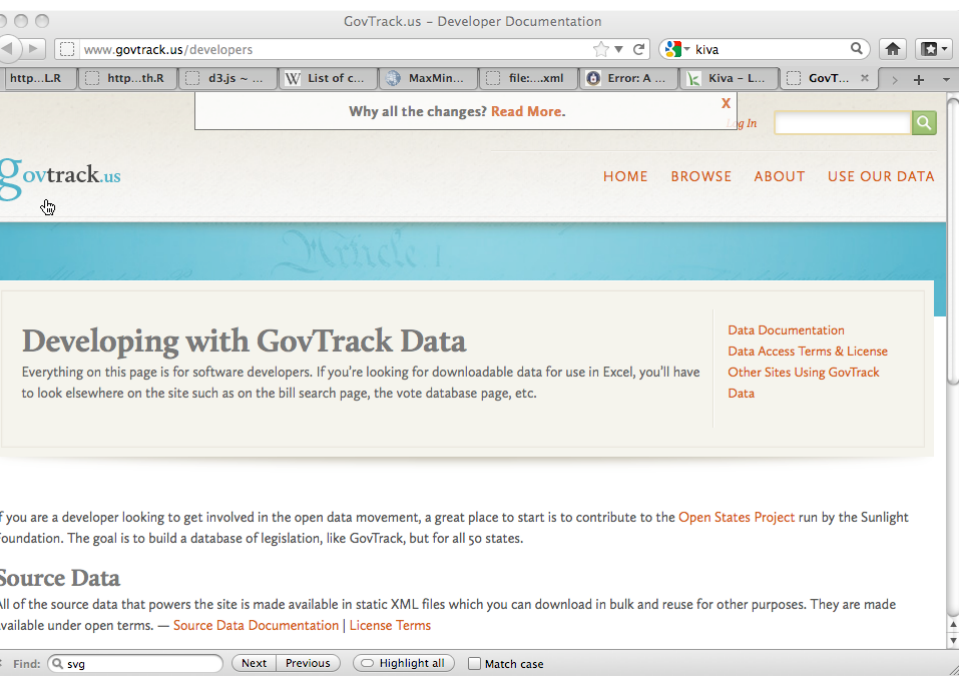 GovTrack.us – Developer Documentation
www.govtrack.us/developers
kiva
http...L.R
http...th.R
d3.js ~ ...
W List of c...
MaxMin...
file:....xml
Error: A ...
Kiva – L...
GovT...
Why all the changes? Read More.
X
g In
govtrack.us
HOME BROWSE ABOUT USE OUR DATA
Article 1
Developing with GovTrack Data
Everything on this page is for software developers. If you're looking for downloadable data for use in Excel, you'll have
to look elsewhere on the site such as on the bill search page, the vote database page, etc.
Data Documentation
Data Access Terms & License
Other Sites Using GovTrack
Data
If you are a developer looking to get involved in the open data movement, a great place to start is to contribute to the Open States Project run by the Sunlight
Foundation. The goal is to build a database of legislation, like GovTrack, but for all 50 states.
Source Data
All of the source data that powers the site is made available in static XML files which you can download in bulk and reuse for other purposes. They are made
available under open terms. — Source Data Documentation | License Terms
Find: svg Next Previous Highlight all Match case